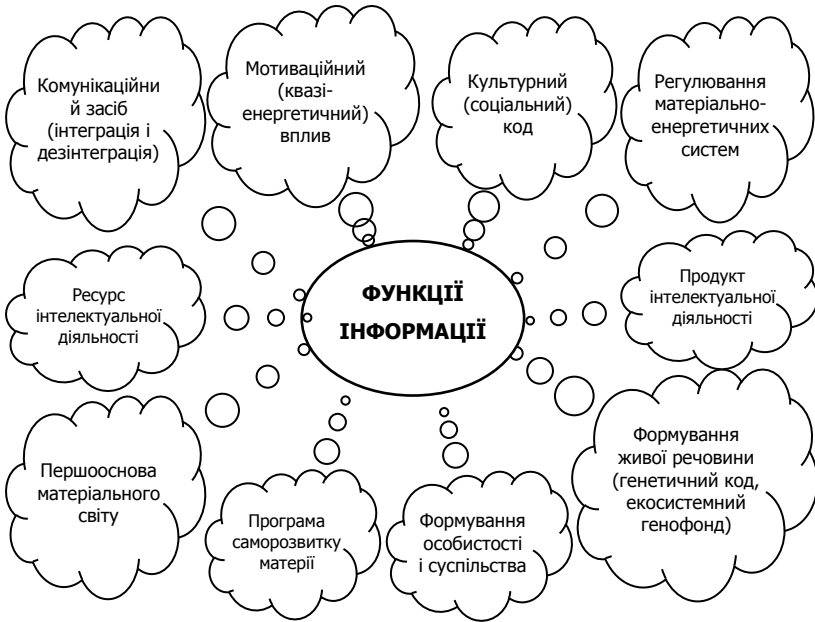 Комунікаційни
й засіб
(інтеграція і
дезінтеграція)
Мотиваційний
(квазі-
енергетичний)
вплив
Культурний
(соціальний)
код
Регулювання
матеріально-
енергетичних
систем
Ресурс
інтелектуальної
діяльності
ФУНКЦІЇ
ІНФОРМАЦІЇ
Продукт
інтелектуальної
діяльності
Першооснова
матеріального
світу
Програма
саморозвитку
матерії
Формування
особистості
і суспільства
Формування
живої речовини
(генетичний код,
екосистемний
генофонд)